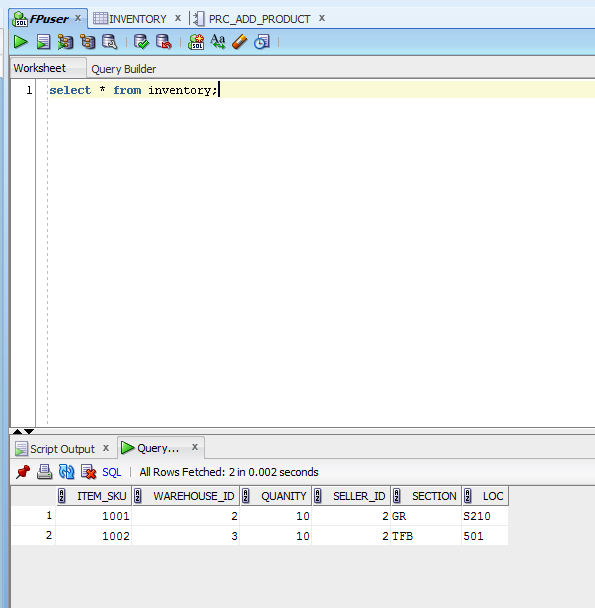 FPuser x INVENTORY x PRC_ADD_PRODUCT x
Worksheet Query Builder
1 select * from inventory;
Script Output x Query... x
SQL | All Rows Fetched: 2 in 0.002 seconds
ITEM_SKU WAREHOUSE_ID QUANITY SELLER_ID SECTION LOC
1 1001 2 10 2 GR S210
2 1002 3 10 2 TFB 501